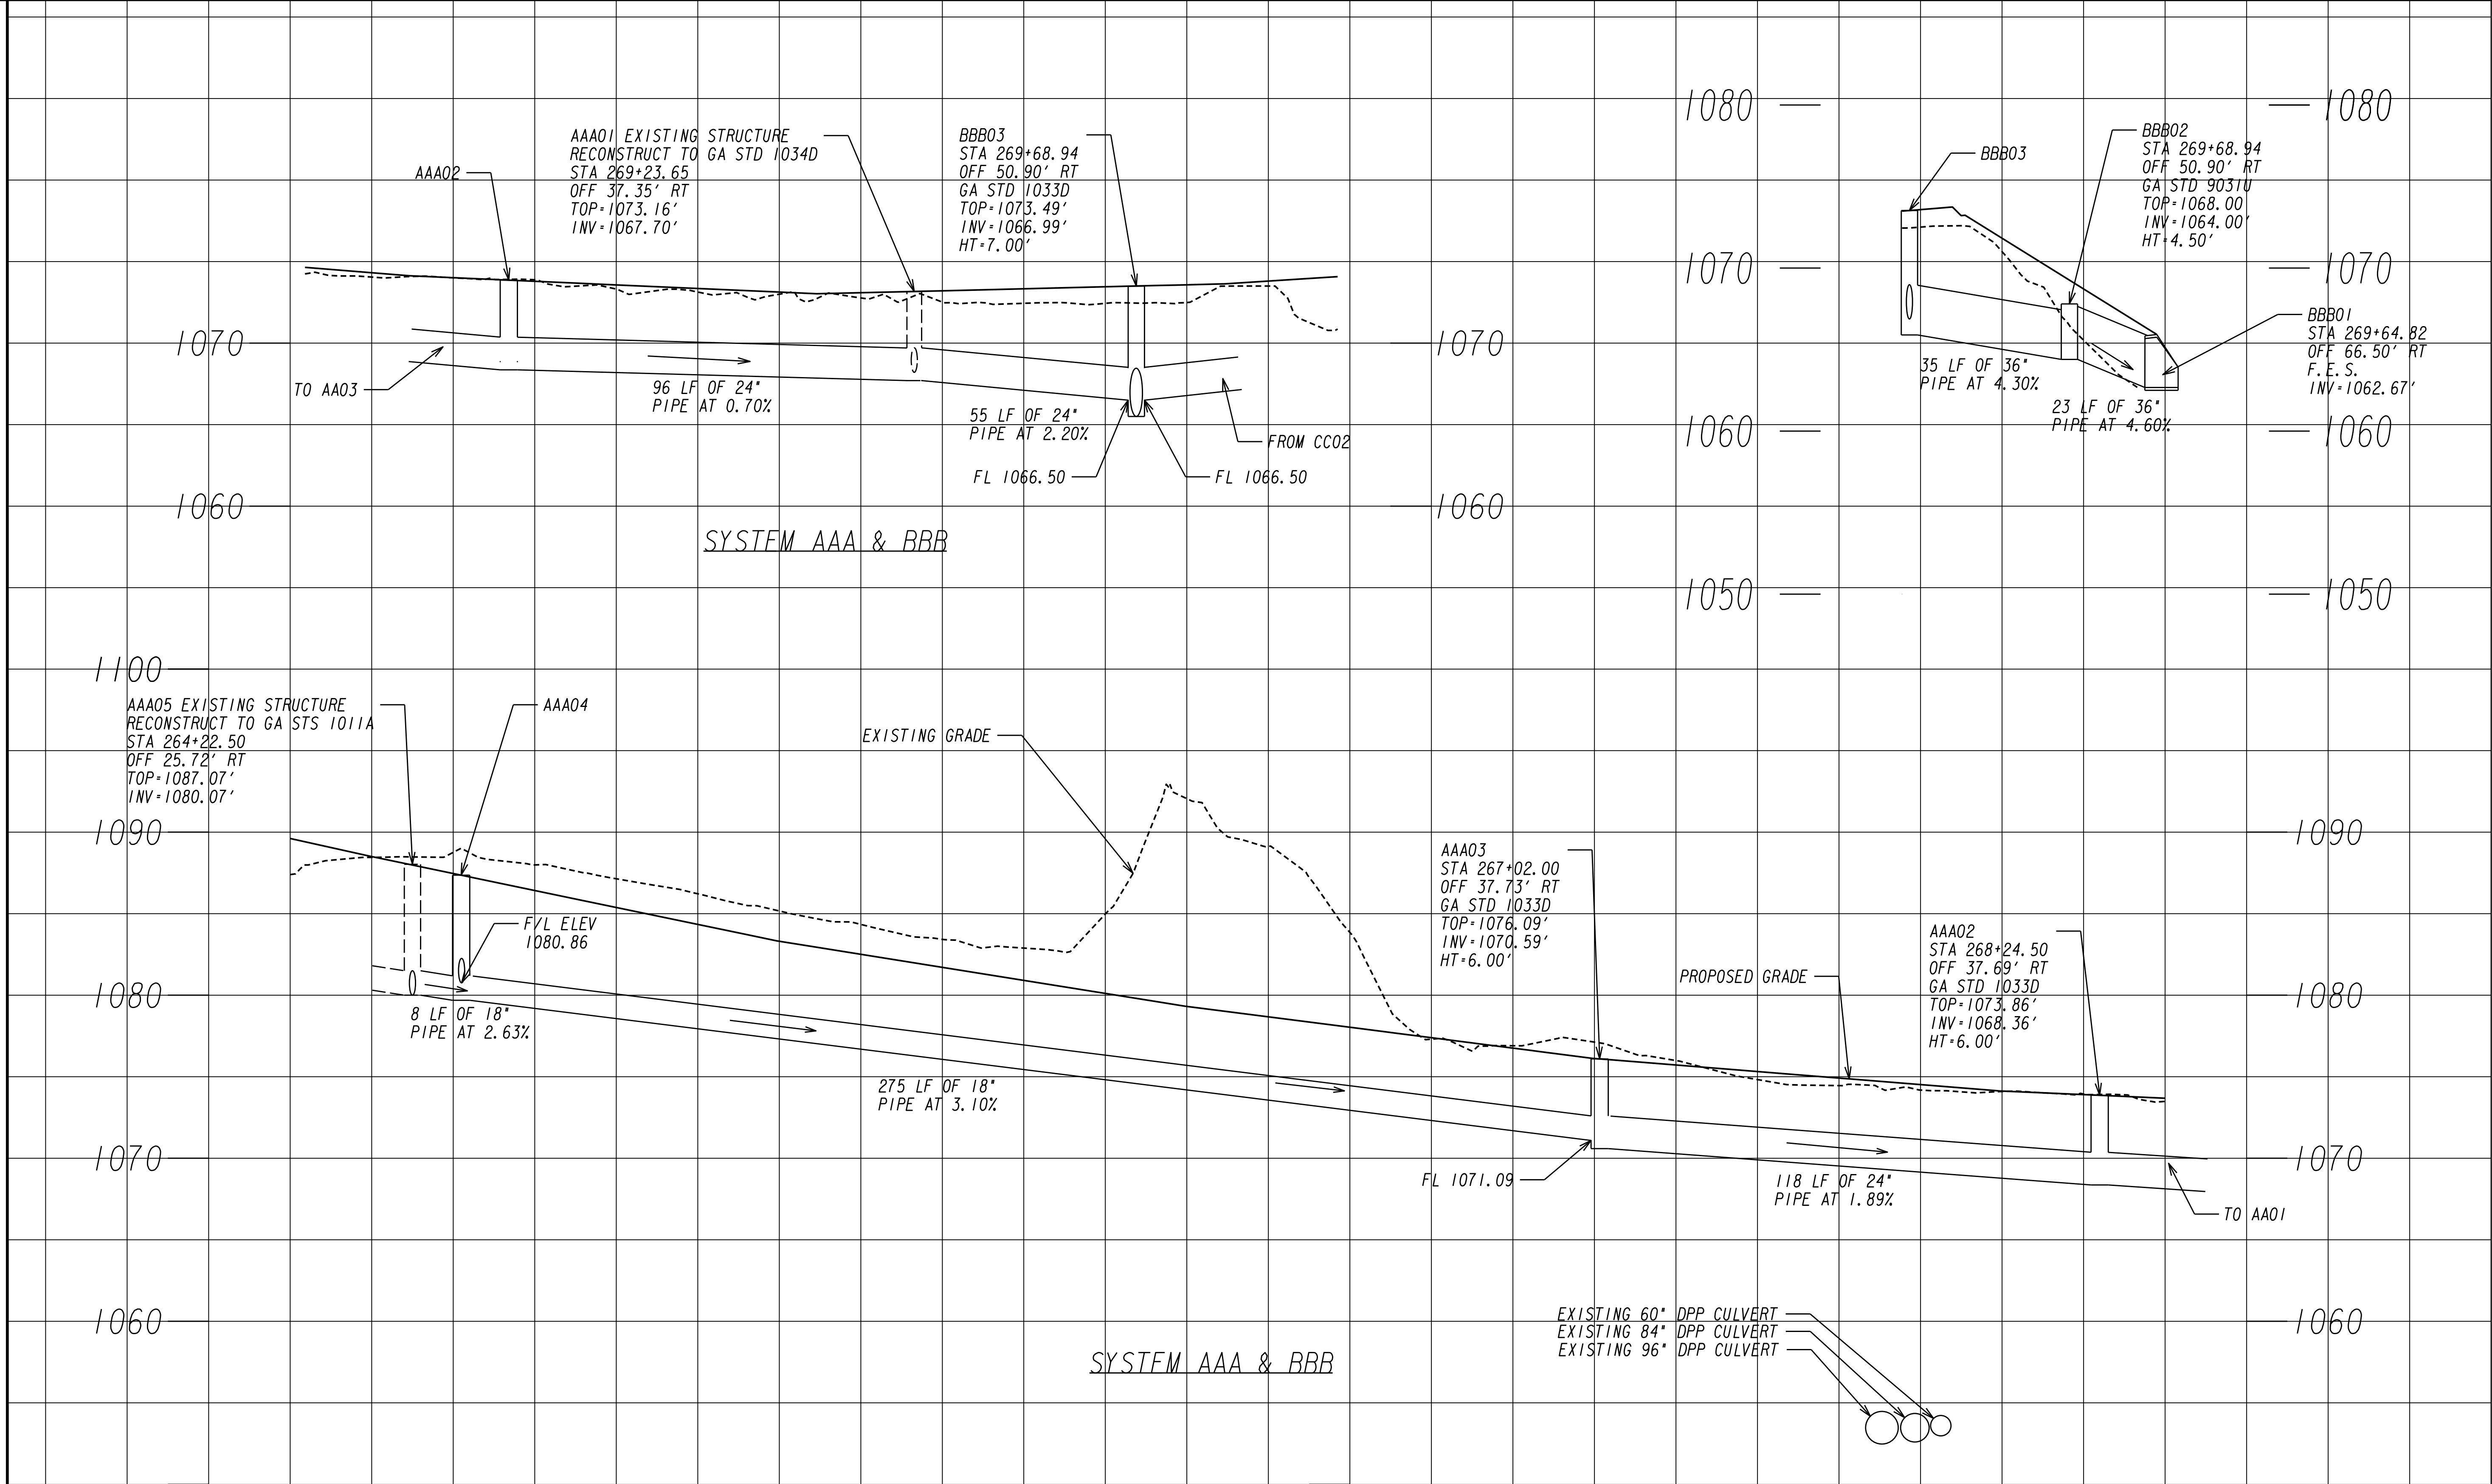 AAA02
AAA01 EXISTING STRUCTURE
RECONSTRUCT TO GA STD 1034D
STA 269+23.65
OFF 37.35' RT
TOP=1073.16'
INV=1067.70'
BBB03
STA 269+68.94
OFF 50.90' RT
GA STD 1033D
TOP=1073.49'
INV=1066.99'
HT=7.00'
1070
1070
TO AA03
96 LF OF 24"
PIPE AT 0.70%
55 LF OF 24"
PIPE AT 2.20%
FROM CC02
FL 1066.50
FL 1066.50
1060
1060
SYSTEM AAA & BBB
1080
1080
BBB03
BBB02
STA 269+68.94
OFF 50.90' RT
GA STD 9031U
TOP=1068.00
INV=1064.00'
HT=4.50'
1070
1070
BBB01
STA 269+64.82
OFF 66.50' RT
F.E.S.
INV=1062.67'
35 LF OF 36"
PIPE AT 4.30%
23 LF OF 36"
PIPE AT 4.60%
1060
1060
1050
1050
1100
AAA05 EXISTING STRUCTURE
RECONSTRUCT TO GA STS 1011A
STA 264+22.50
OFF 25.72' RT
TOP=1087.07'
INV=1080.07'
AAA04
EXISTING GRADE
1090
1090
F/L ELEV
1080.86
AAA03
STA 267+02.00
OFF 37.73' RT
GA STD 1033D
TOP=1076.09'
INV=1070.59'
HT=6.00'
PROPOSED GRADE
AAA02
STA 268+24.50
OFF 37.69' RT
GA STD 1033D
TOP=1073.86'
INV=1068.36'
HT=6.00'
1080
1080
8 LF OF 18"
PIPE AT 2.63%
275 LF OF 18"
PIPE AT 3.10%
1070
1070
FL 1071.09
118 LF OF 24"
PIPE AT 1.89%
TO AA01
1060
1060
EXISTING 60" DPP CULVERT
EXISTING 84" DPP CULVERT
EXISTING 96" DPP CULVERT
SYSTEM AAA & BBB